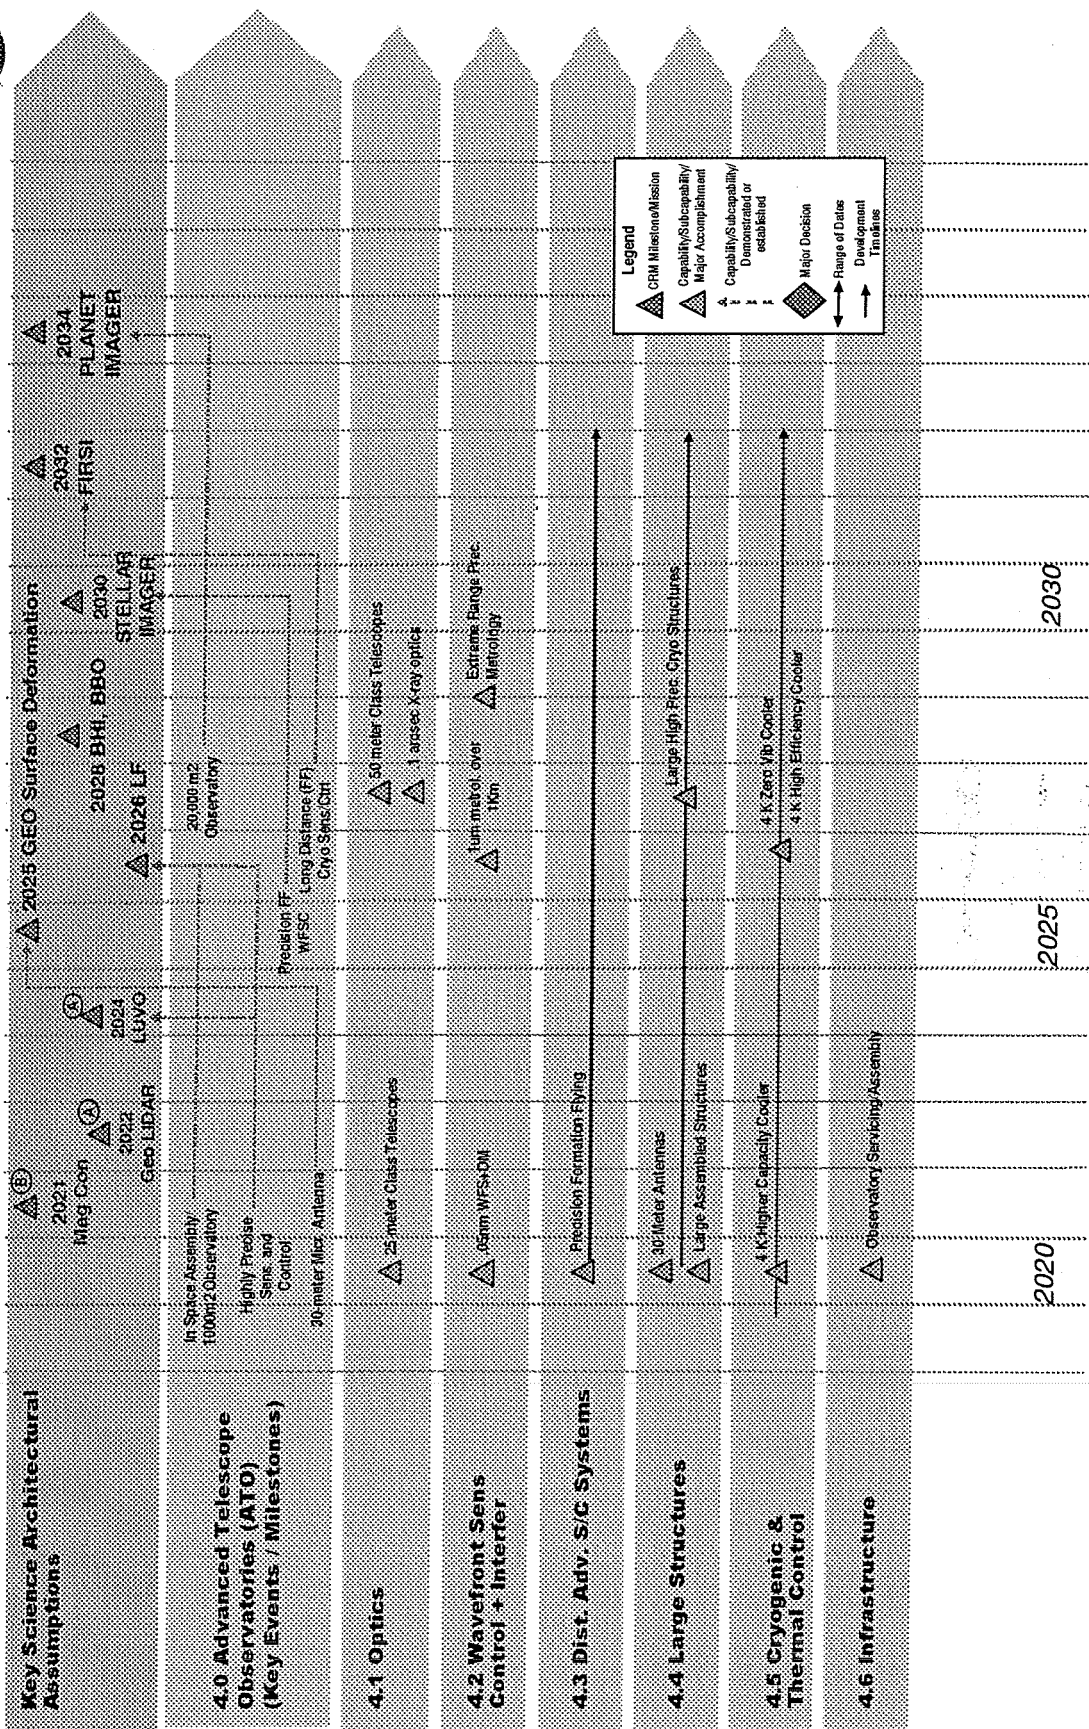 Key Science Architectural
Assumptions
B
2021
Mag Con
A
2022
Geo LIDAR
A
2024
LUVO
2025 GEO Surface Deformation
2026 LF
2028 BHI, BBO
2030
STELLAR
IMAGER
2032
FIRSI
2034
PLANET
IMAGER
4.0 Advanced Telescope
Observatories (ATO)
(Key Events / Milestones)
In Space Assembly/
1000m2 Observatory
Highly Precise
Sens. and
Control
30-meter Micx Antenna
Precision FF
WFSC
Long Distance (FF)
Cryo Sens/Ctrl
20,000 m2
Observatory
4.1 Optics
25 meter Class Telescopes
50 meter Class Telescopes
1 arcsec X-ray optics
4.2 Wavefront Sens
Control + Interfer
.05nm WFS+DM
metrol. over
1Km
Extreme Range Prec.
Metrology
4.3 Dist. Adv. S/C Systems
Precision Formation Flying
4.4 Large Structures
30 Meter Antennas
Large Assembled Structures
Large High Prec. Cryo Structures
4.5 Cryogenic &
Thermal Control
4 K Higher Capacity Cooler
4 K Zero Vib Cooler
4 K High Efficiency Cooler
4.6 Infrastructure
Observatory Servicing/Assembly
Legend
CRM Milestone/Mission
Capability/Subcapability/
Major Accomplishment
Capability/Subcapability/
Demonstrated or
established
Major Decision
Range of Dates
Development
Timelines
2020
2025
2030